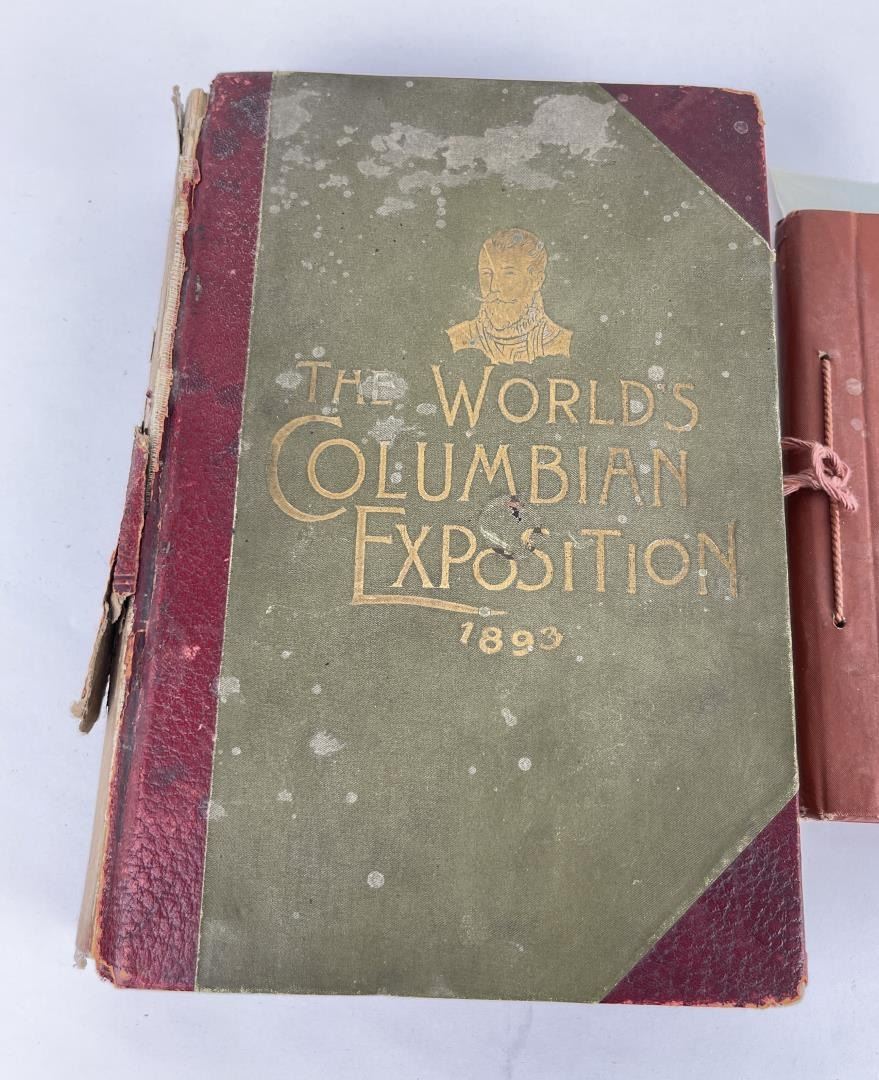 THE WORLD'S
COLUMBIAN
EXPOSITION
1893